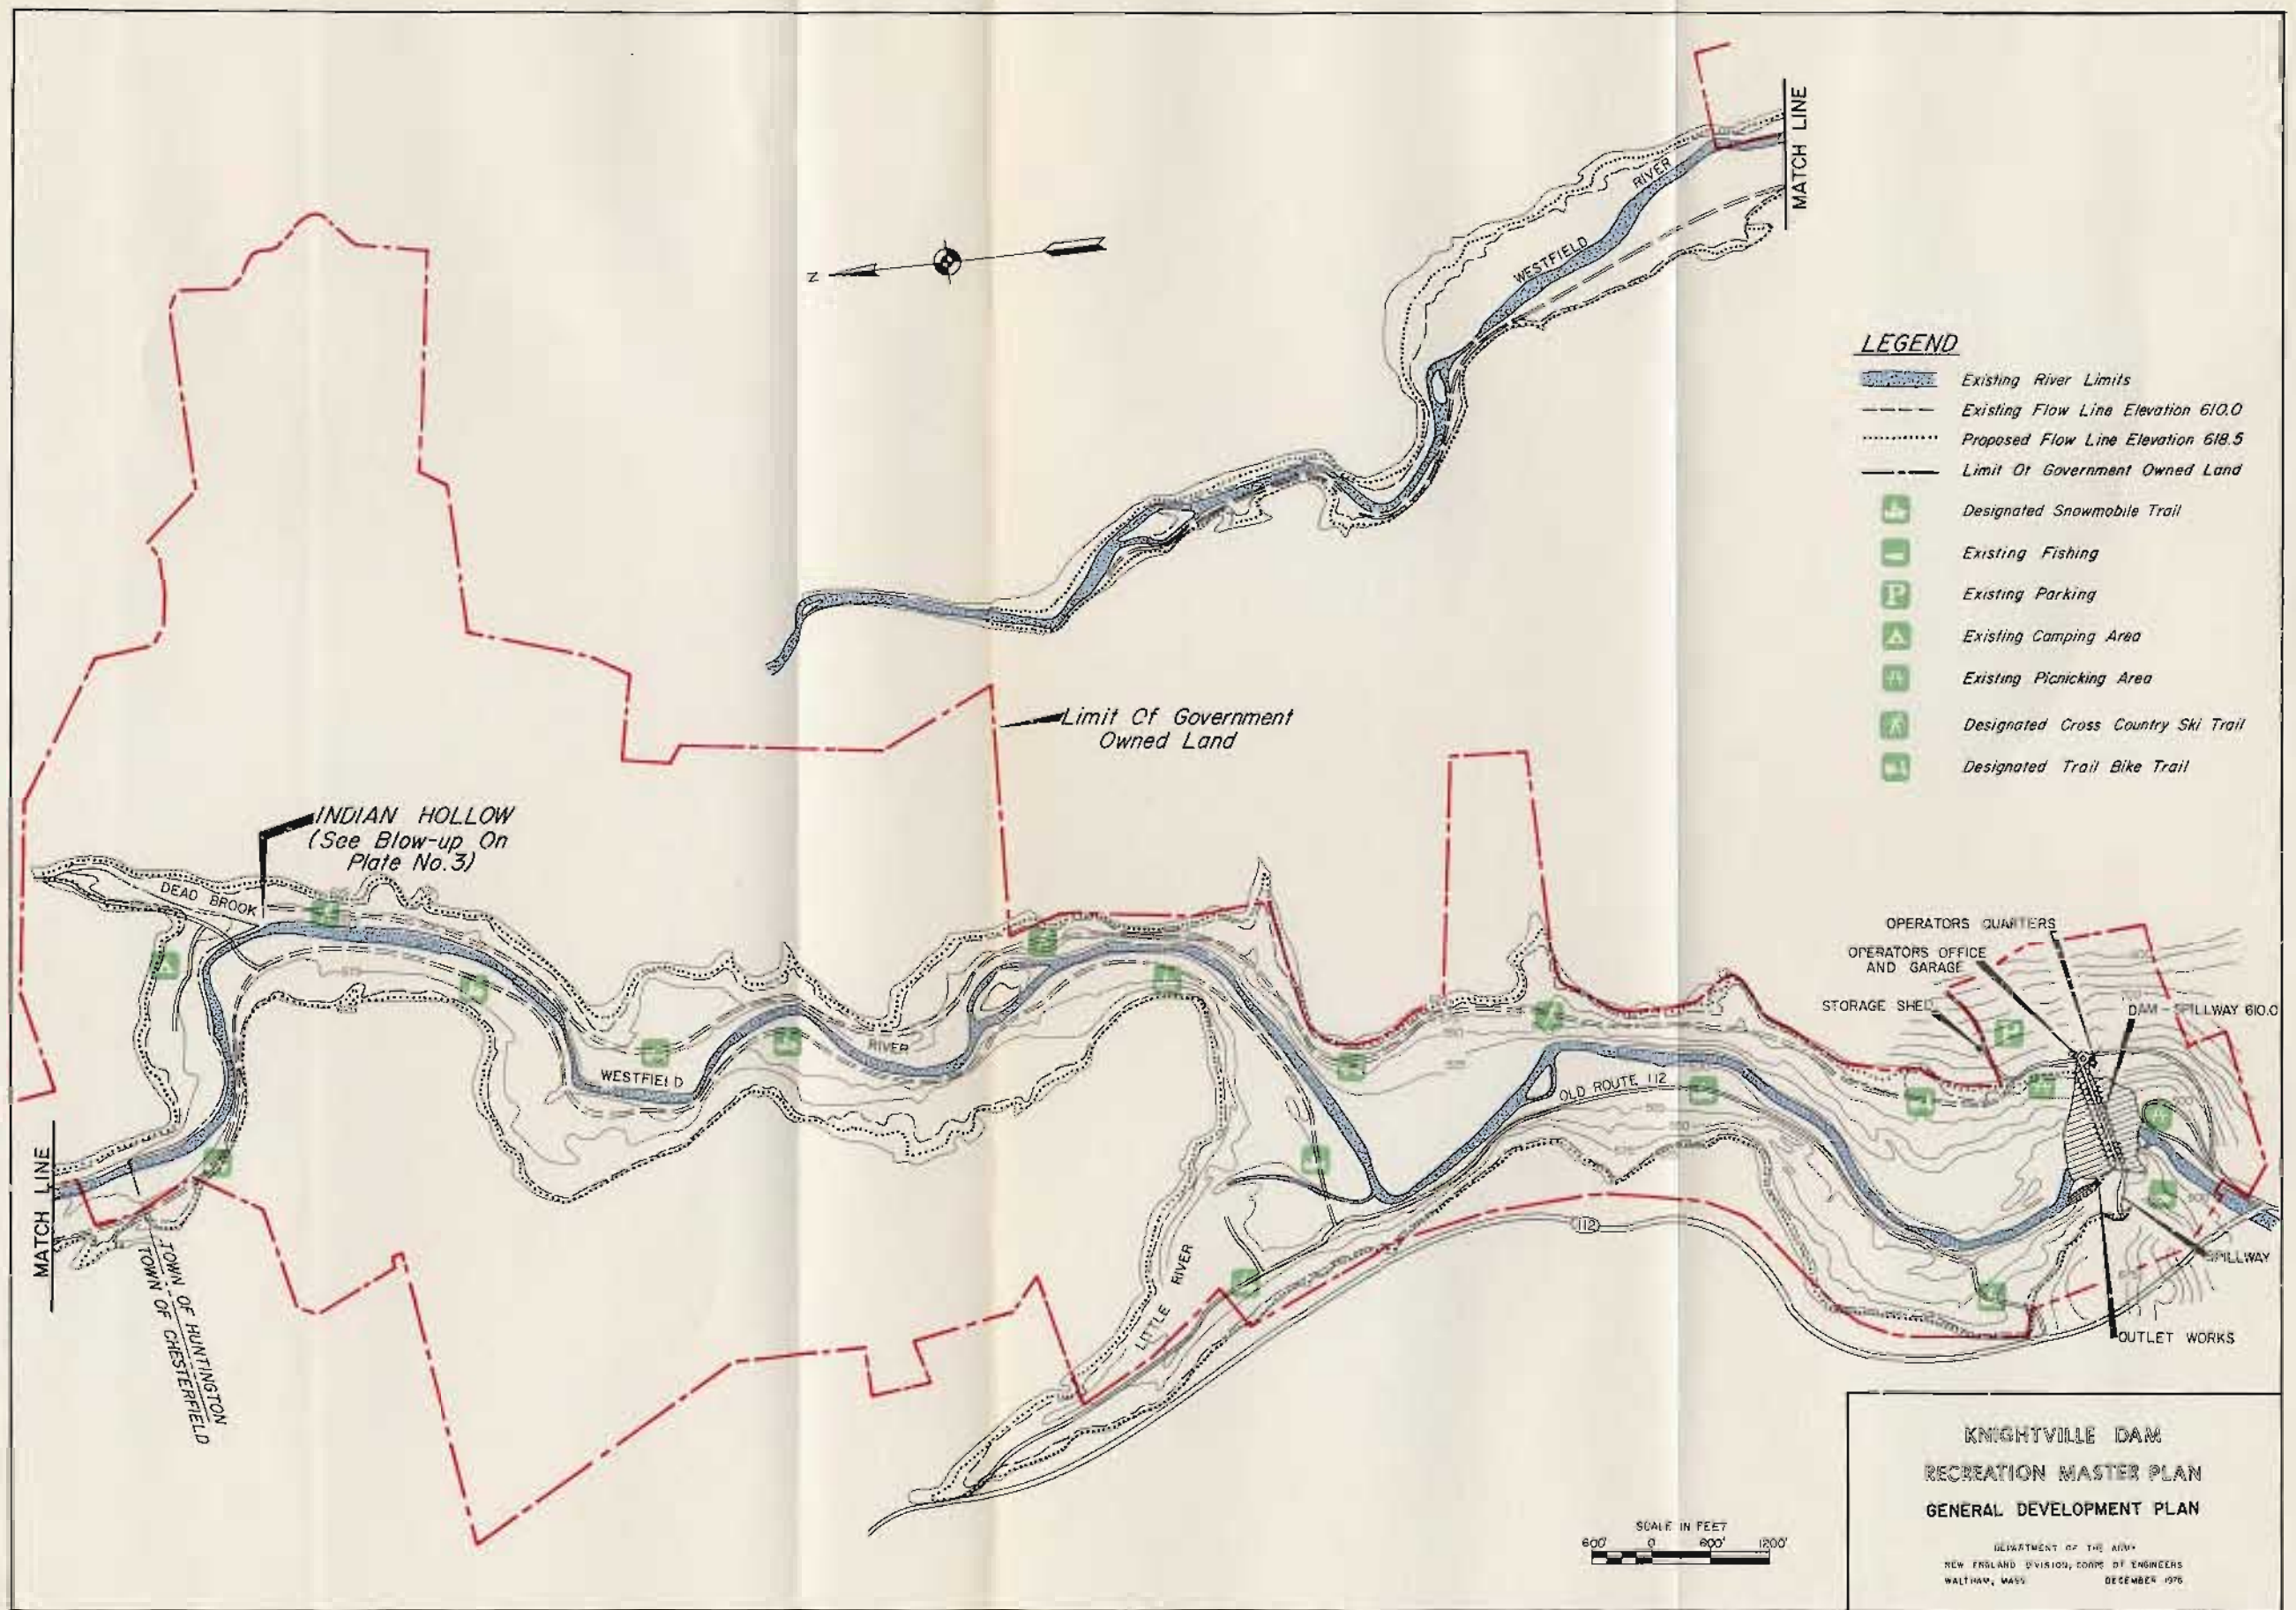 MATCH LINE
WESTFIELD RIVER
N
LEGEND
Existing River Limits
Existing Flow Line Elevation 610.0
Proposed Flow Line Elevation 618.5
Limit Of Government Owned Land
Designated Snowmobile Trail
Existing Fishing
P Existing Parking
Existing Camping Area
Existing Picnicking Area
Designated Cross Country Ski Trail
Designated Trail Bike Trail
Limit Of Government
Owned Land
INDIAN HOLLOW
(See Blow-up On
Plate No.3)
DEAD BROOK
WESTFIELD RIVER
OLD ROUTE 112
LITTLE RIVER
112
MATCH LINE
TOWN OF HUNTINGTON
TOWN OF CHESTERFIELD
OPERATORS QUARTERS
OPERATORS OFFICE
AND GARAGE
STORAGE SHED
DAM - SPILLWAY 610.0
P
SPILLWAY
OUTLET WORKS
SCALE IN FEET
600' 0 600' 1200'
KNIGHTVILLE DAM
RECREATION MASTER PLAN
GENERAL DEVELOPMENT PLAN
DEPARTMENT OF THE ARMY
NEW ENGLAND DIVISION, CORPS OF ENGINEERS
WALTHAM, MASS. DECEMBER 1976